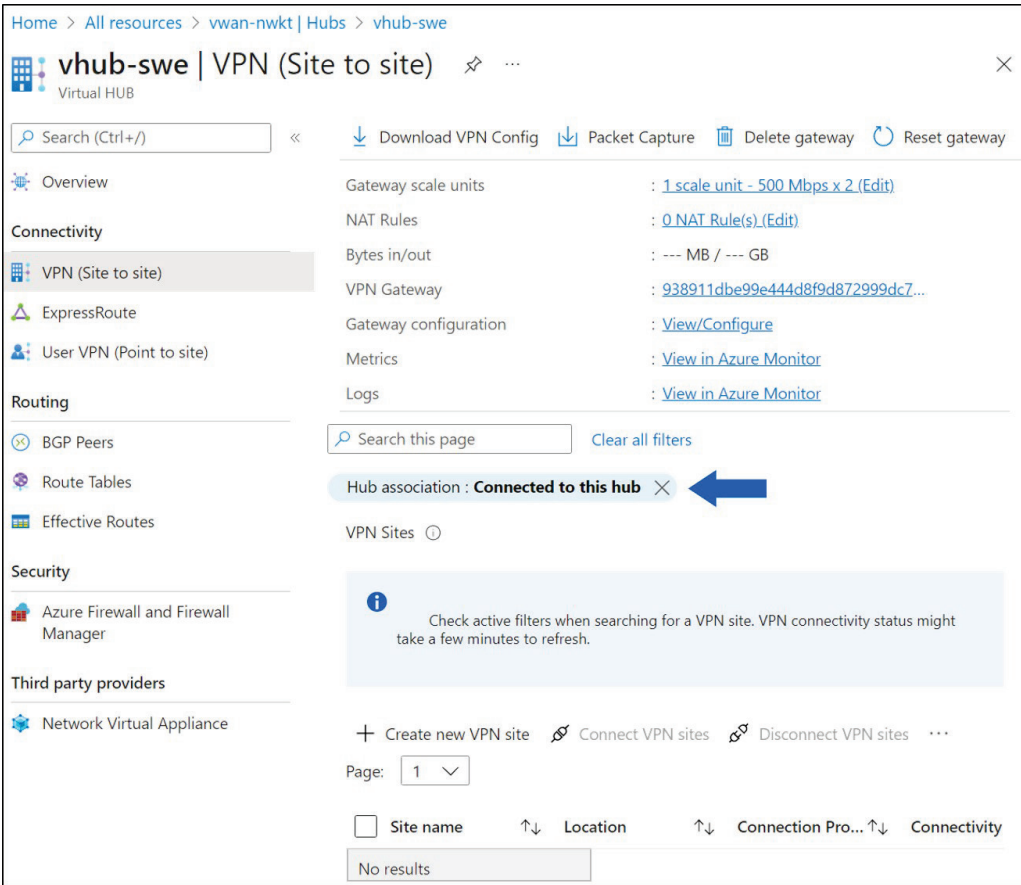 Home > All resources > vwan-nwkt | Hubs > vhub-swe
vhub-swe | VPN (Site to site)
Virtual HUB
Search (Ctrl+/)
Overview
Connectivity
VPN (Site to site)
ExpressRoute
User VPN (Point to site)
Routing
BGP Peers
Route Tables
Effective Routes
Security
Azure Firewall and Firewall
Manager
Third party providers
Network Virtual Appliance
Download VPN Config Packet Capture Delete gateway Reset gateway
Gateway scale units : 1 scale unit - 500 Mbps x 2 (Edit)
NAT Rules : 0 NAT Rule(s) (Edit)
Bytes in/out : --- MB / --- GB
VPN Gateway : 938911dbe99e444d8f9d872999dc7...
Gateway configuration : View/Configure
Metrics : View in Azure Monitor
Logs : View in Azure Monitor
Search this page Clear all filters
Hub association : Connected to this hub
VPN Sites
Check active filters when searching for a VPN site. VPN connectivity status might
take a few minutes to refresh.
Create new VPN site Connect VPN sites Disconnect VPN sites ...
Page: 1
Site name Location Connection Pro... Connectivity
No results